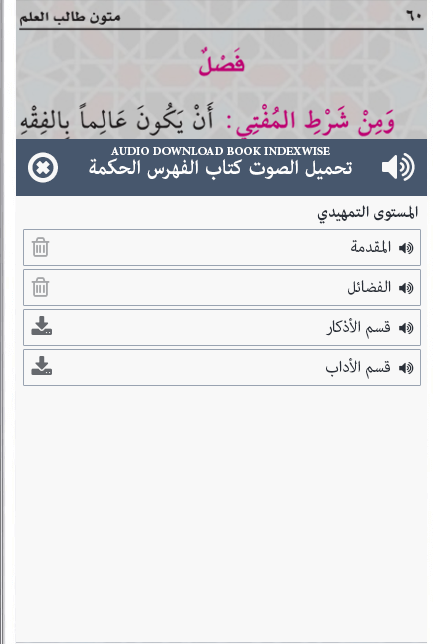 ٦٠ متون طالب العلم
فَصْلٌ
وَمِنْ شَرْطِ المُفْتِي: أَنْ يَكُونَ عَالِماً بِالفِقْهِ
AUDIO DOWNLOAD BOOK INDEXWISE
تحميل الصوت كتاب الفهرس الحكمة
المستوى التمهيدي
المقدمة
الفضائل
قسم الأذكار
قسم الأداب